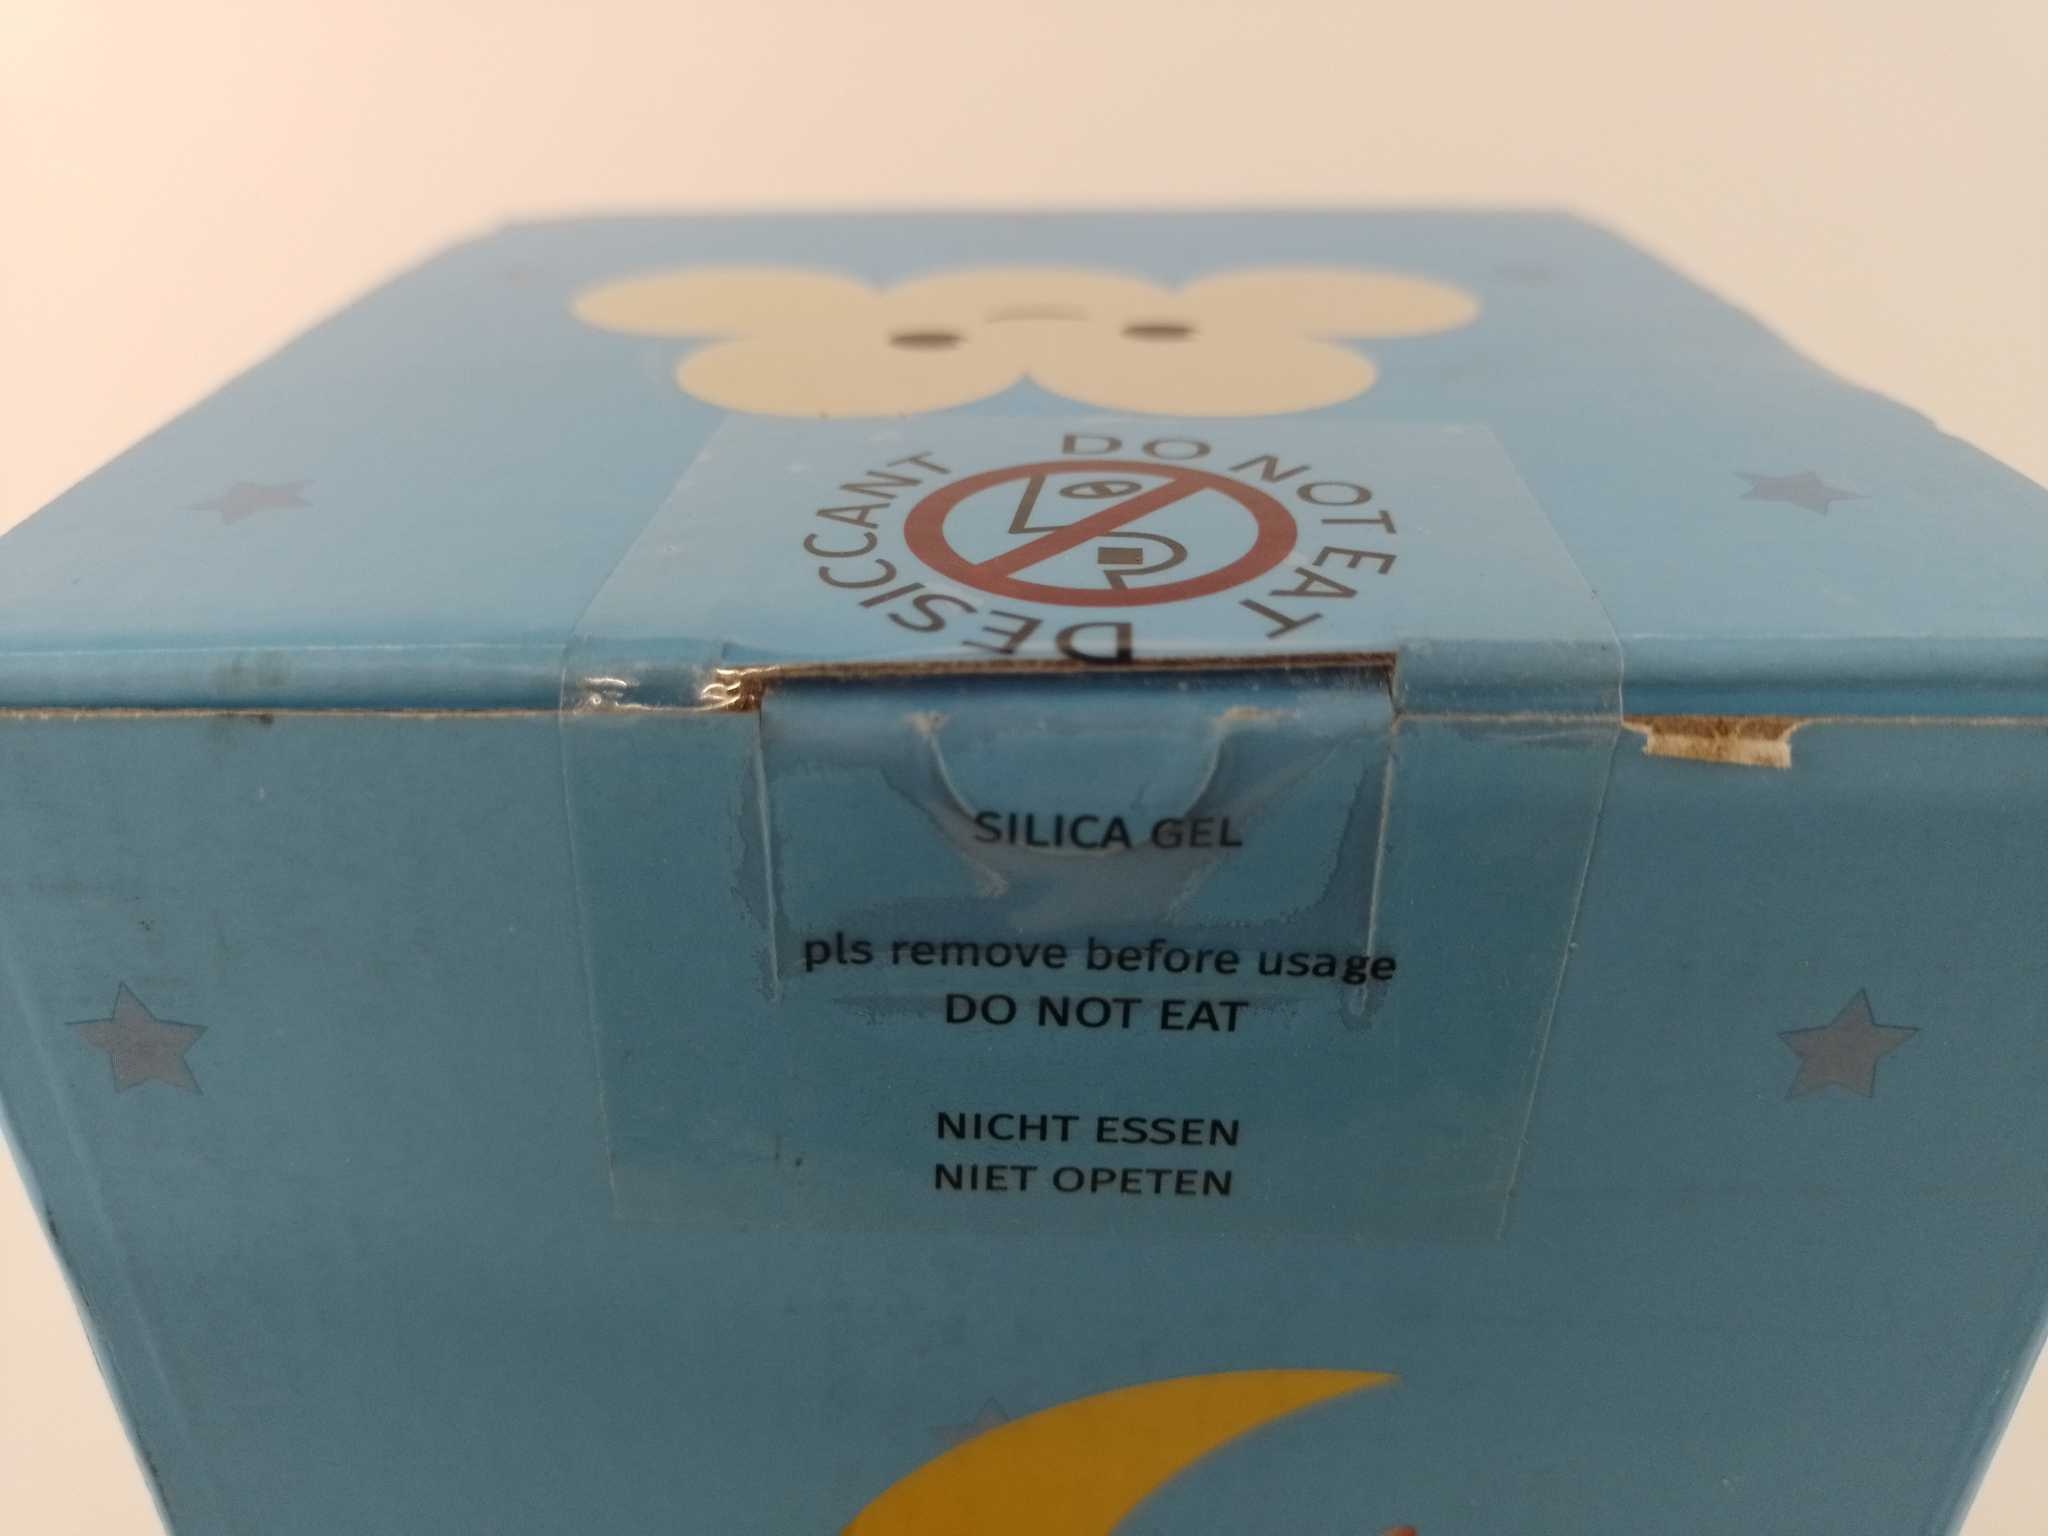 DESICCANT DO NOT EAT
SILICA GEL
pls remove before usage
DO NOT EAT
NICHT ESSEN
NIET OPETEN